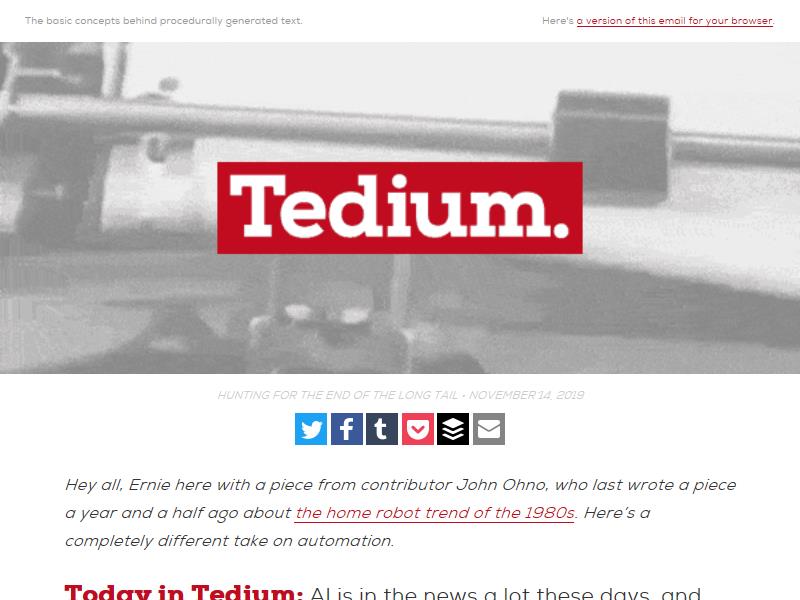 The basic concepts behind procedurally generated text.
Here's a version of this email for your browser.
Tedium.
HUNTING FOR THE END OF THE LONG TAIL • NOVEMBER 14, 2019
Hey all, Ernie here with a piece from contributor John Ohno, who last wrote a piece
a year and a half ago about the home robot trend of the 1980s. Here's a
completely different take on automation.
Today in Tedium: AI is in the news a lot these days, and